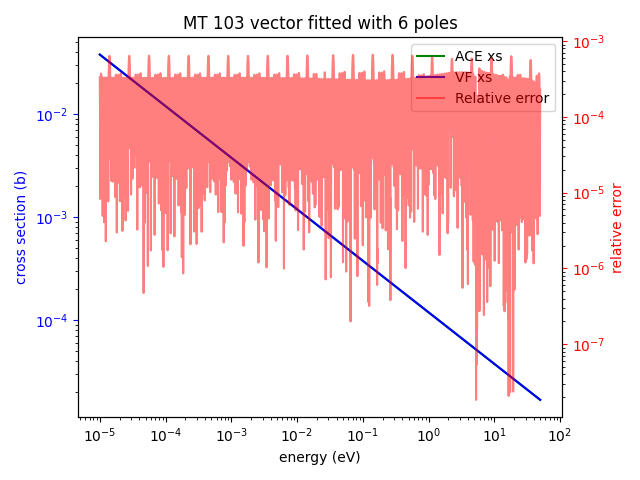 MT 103 vector fitted with 6 poles
ACE xs
VF xs
Relative error
cross section (b)
10⁻²
10⁻³
10⁻⁴
relative error
10⁻³
10⁻⁴
10⁻⁵
10⁻⁶
10⁻⁷
10⁻⁵ 10⁻⁴ 10⁻³ 10⁻² 10⁻¹ 10⁰ 10¹ 10²
energy (eV)